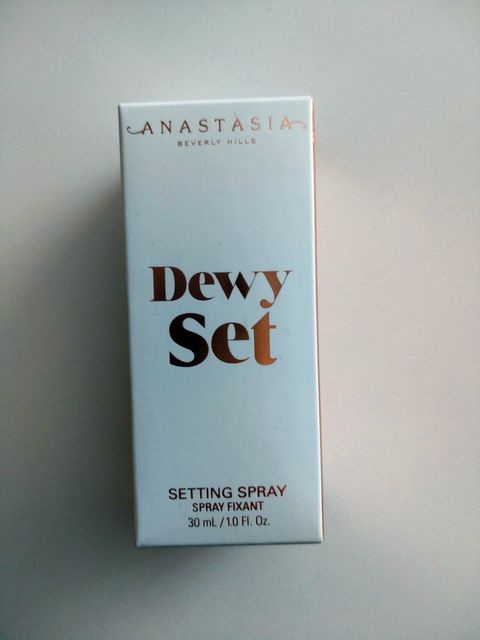 ANASTASIA
BEVERLY HILLS
Dewy
Set
SETTING SPRAY
SPRAY FIXANT
30 mL / 1.0 Fl. Oz.